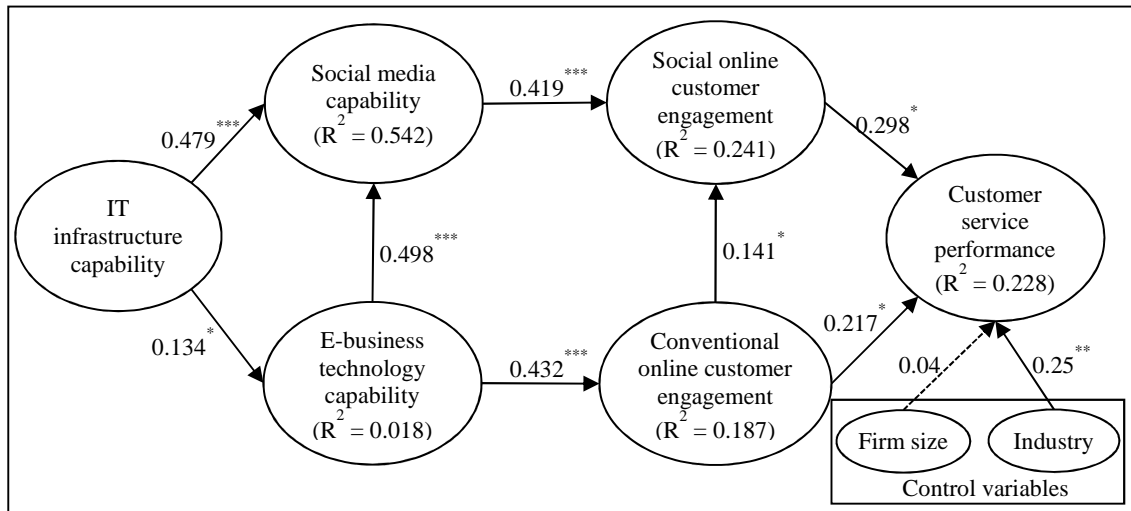 IT
infrastructure
capability
0.479***
0.134*
Social media
capability
(R² = 0.542)
0.498***
E-business
technology
capability
(R² = 0.018)
0.419***
0.432***
Social online
customer
engagement
(R² = 0.241)
0.141*
Conventional
online customer
engagement
(R² = 0.187)
0.298*
0.217*
Customer
service
performance
(R² = 0.228)
0.04
0.25**
Firm size
Industry
Control variables